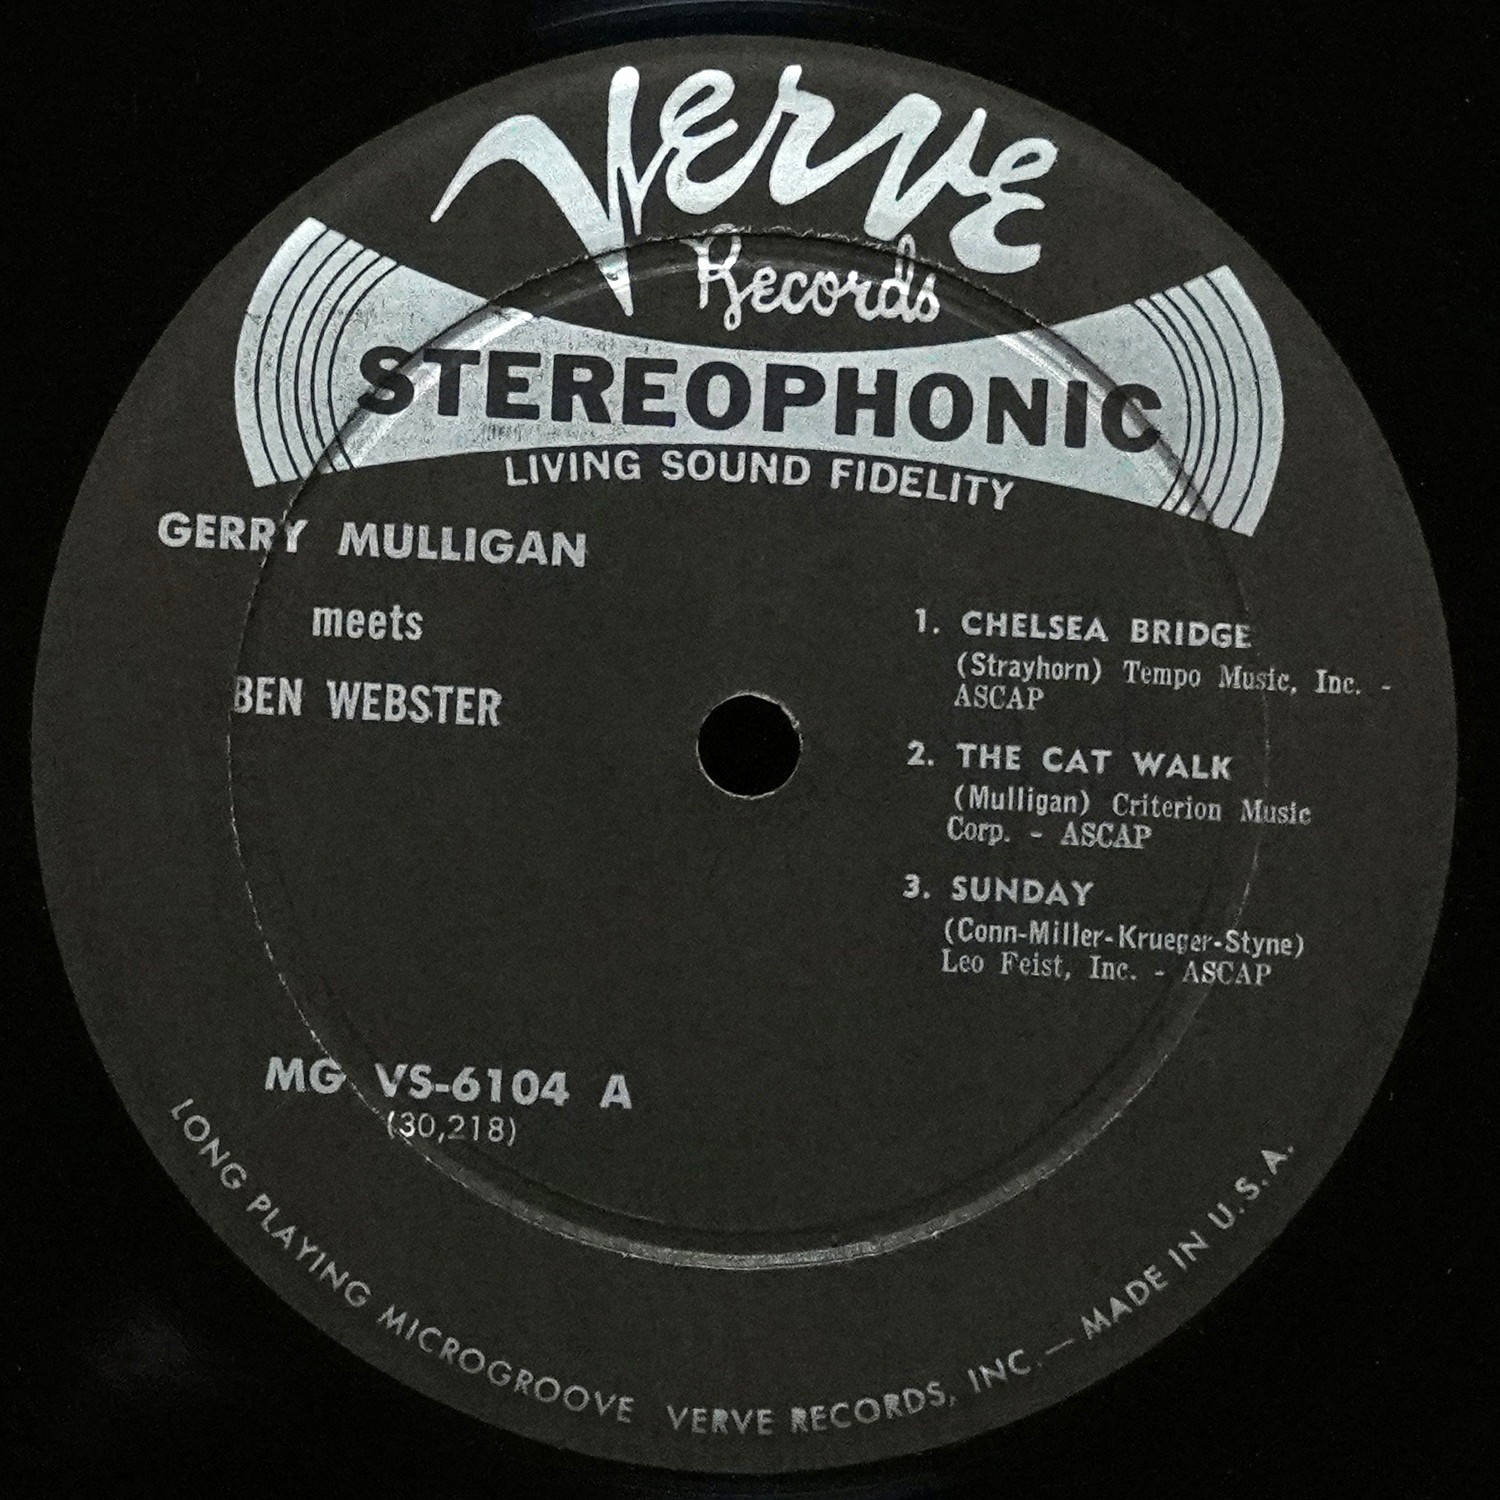 Verve
Records
STEREOPHONIC
LIVING SOUND FIDELITY
GERRY MULLIGAN
meets
BEN WEBSTER
1. CHELSEA BRIDGE
(Strayhorn) Tempo Music, Inc. -
ASCAP
2. THE CAT WALK
(Mulligan) Criterion Music
Corp. - ASCAP
3. SUNDAY
(Conn-Miller-Krueger-Styne)
Leo Feist, Inc. - ASCAP
MG VS-6104 A
(30,218)
LONG PLAYING MICROGROOVE VERVE RECORDS, INC. — MADE IN U.S.A.